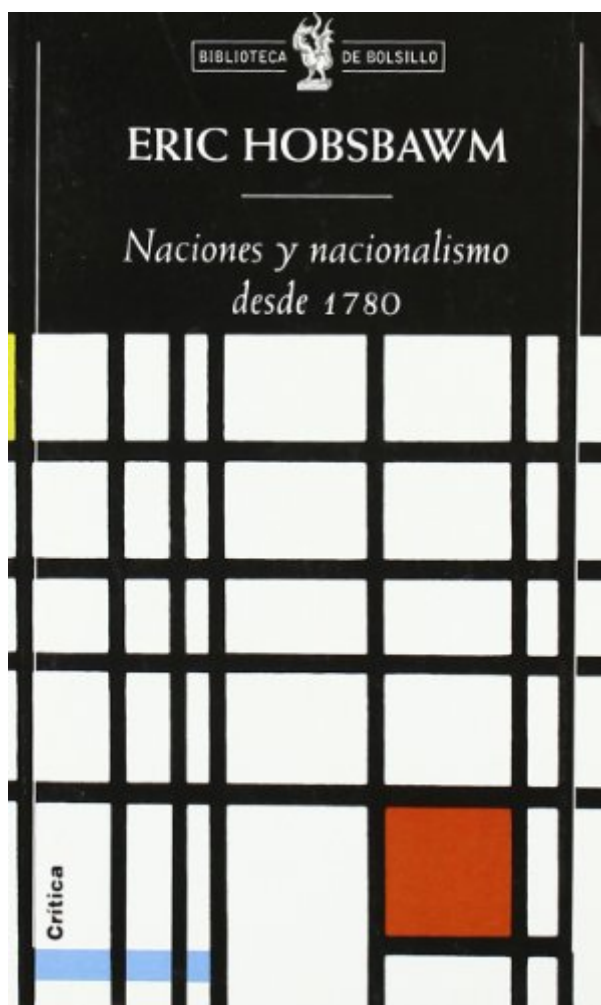 BIBLIOTECA DE BOLSILLO
ERIC HOBSBAWM
Naciones y nacionalismo
desde 1780
Crítica